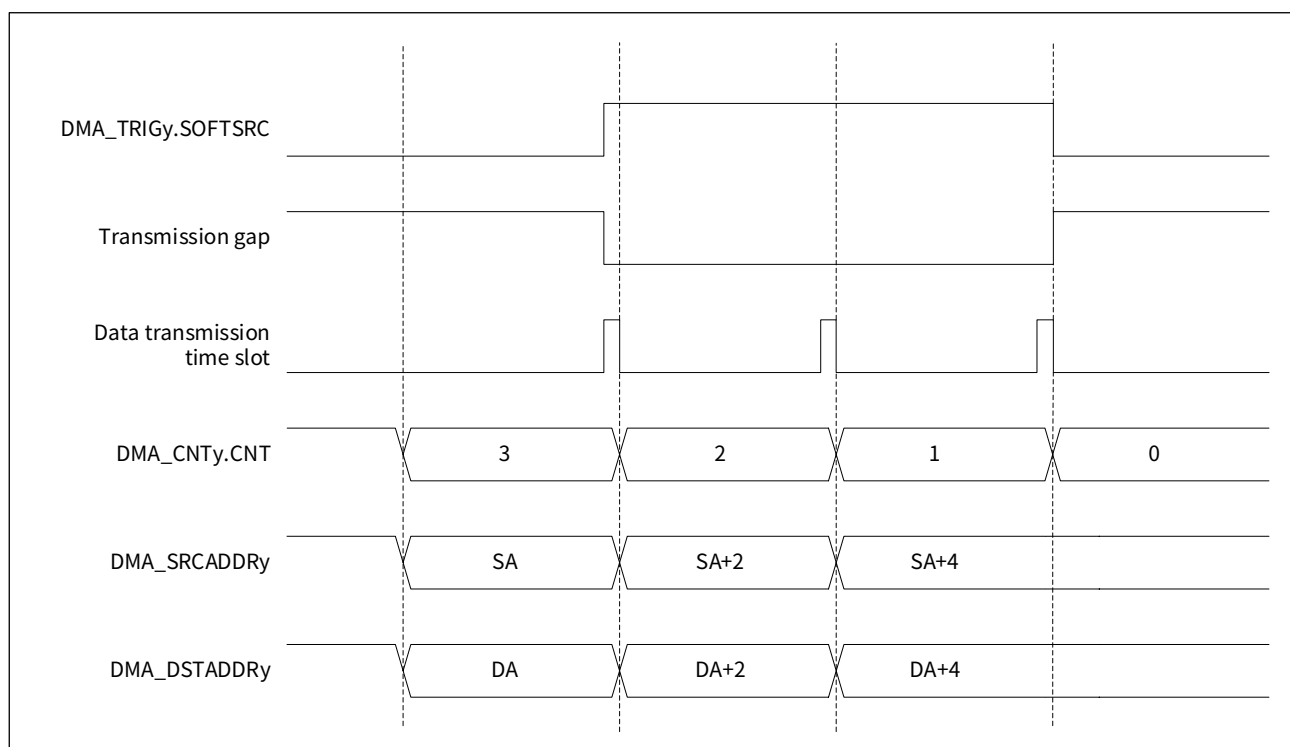 DMA_TRIGy.SOFTSRC
Transmission gap
Data transmission
time slot
DMA_CNTy.CNT
3
2
1
0
DMA_SRCADDRy
SA
SA+2
SA+4
DMA_DSTADDRy
DA
DA+2
DA+4